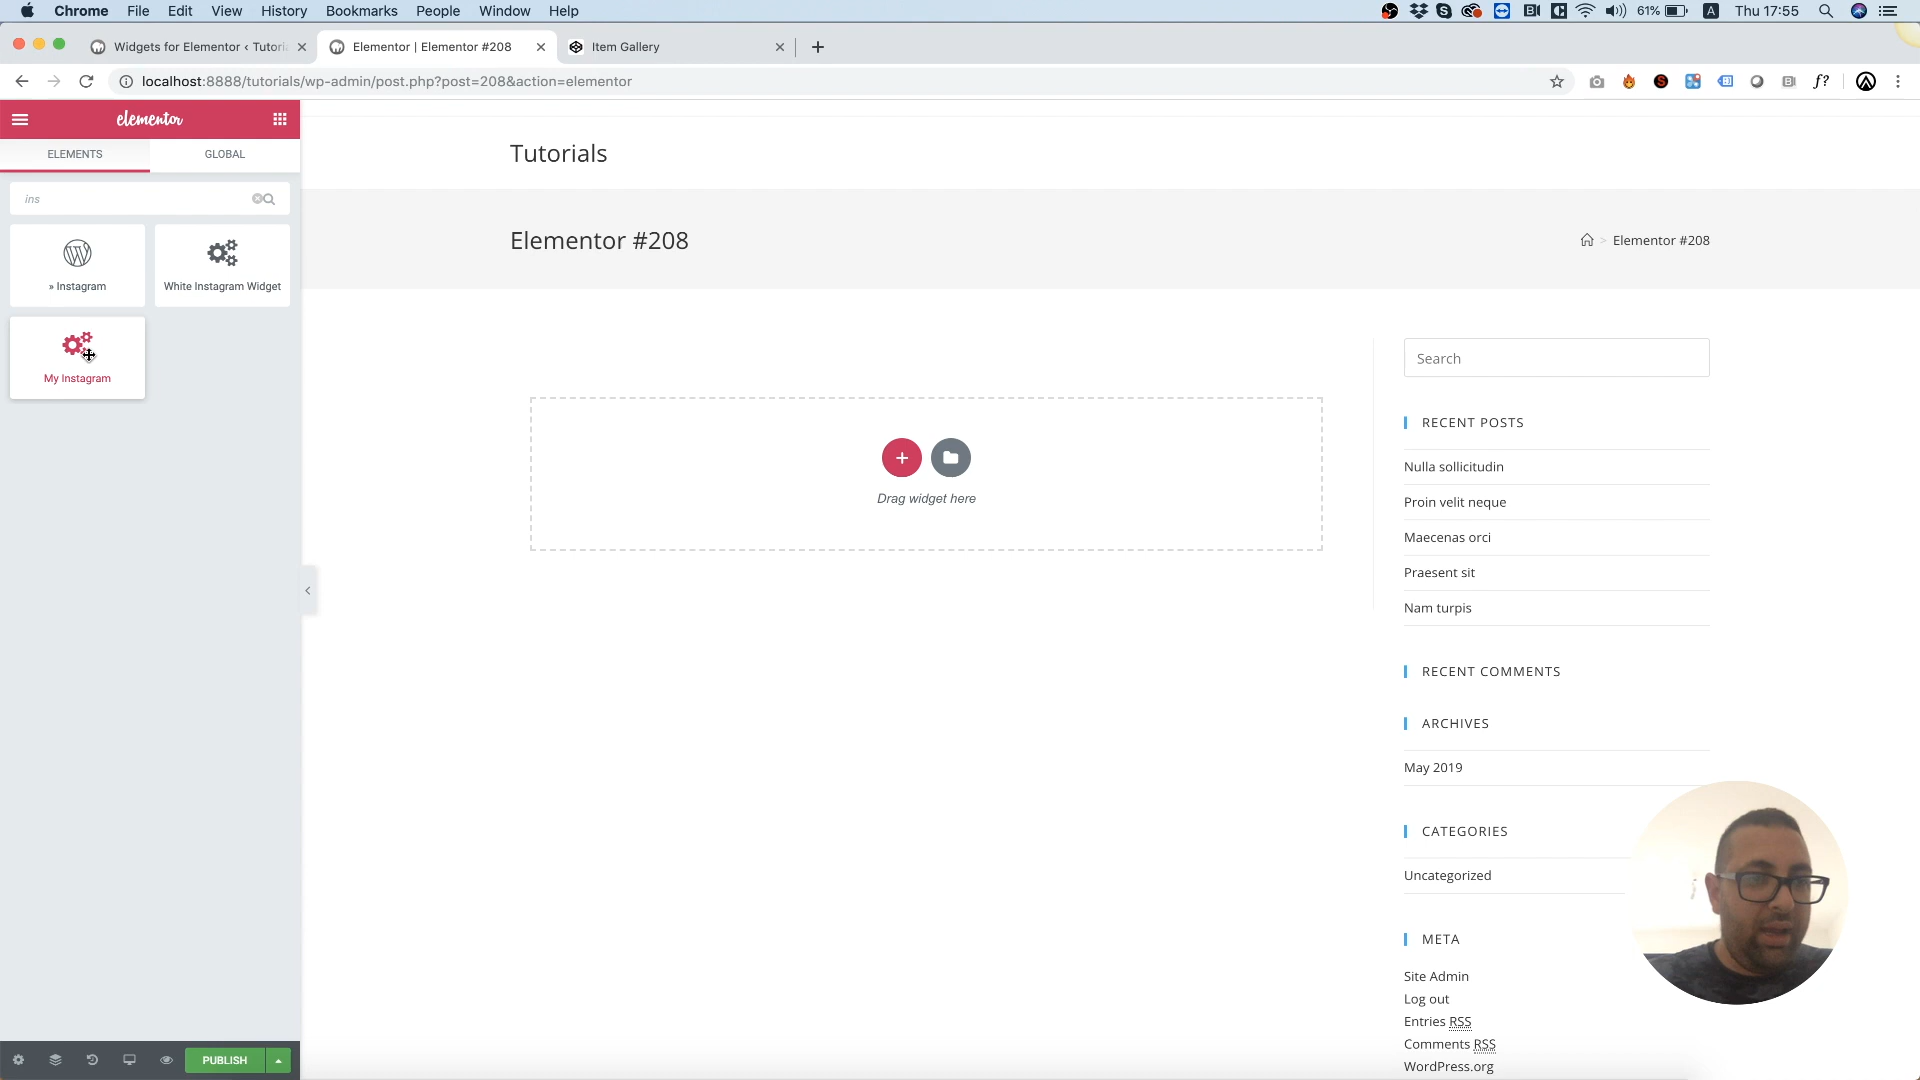 Chrome File Edit View History Bookmarks People Window Help
61% A Thu 17:55
Widgets for Elementor ‹ Tutori
Elementor | Elementor #208
Item Gallery
localhost:8888/tutorials/wp-admin/post.php?post=208&action=elementor
f?
elementor
ELEMENTS
GLOBAL
ins
» Instagram
White Instagram Widget
My Instagram
PUBLISH
Tutorials
Elementor #208
> Elementor #208
Drag widget here
Search
RECENT POSTS
Nulla sollicitudin
Proin velit neque
Maecenas orci
Praesent sit
Nam turpis
RECENT COMMENTS
ARCHIVES
May 2019
CATEGORIES
Uncategorized
META
Site Admin
Log out
Entries RSS
Comments RSS
WordPress.org